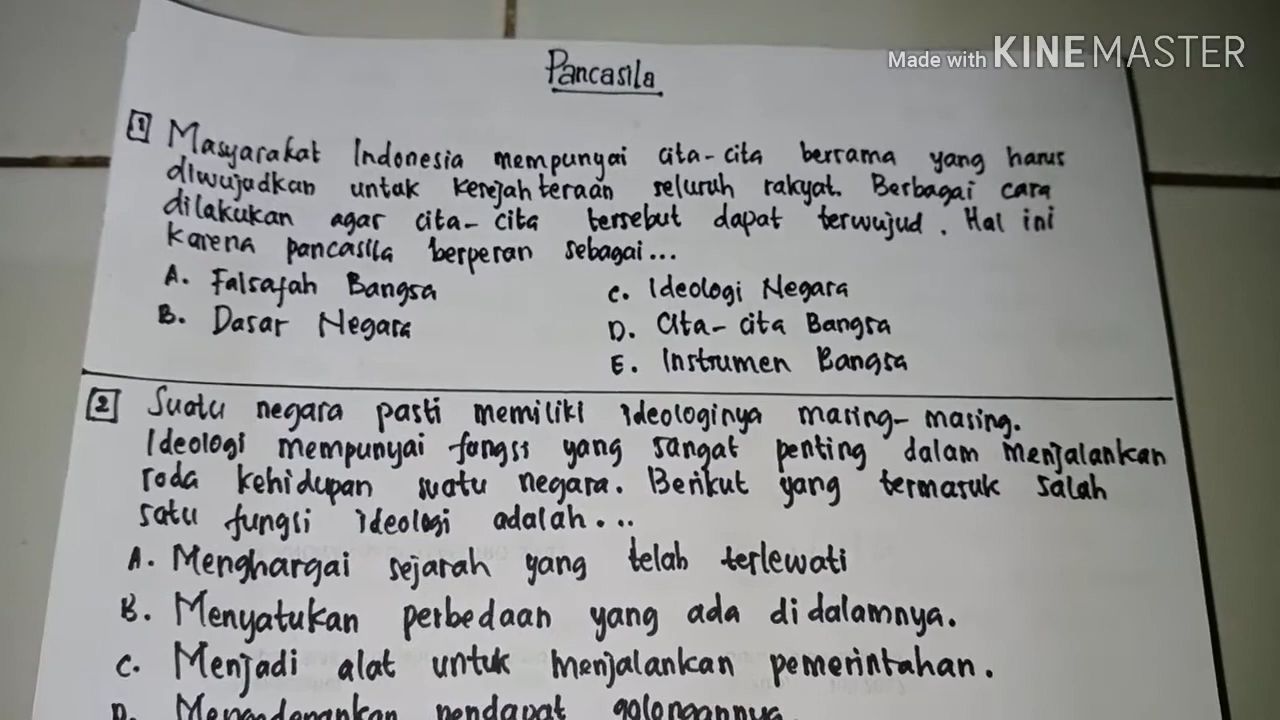 Made with KINEMASTER
Pancasila
1 Masyarakat Indonesia mempunyai cita-cita bersama yang harus
diwujudkan untuk kesejahteraan seluruh rakyat. Berbagai cara
dilakukan agar cita-cita tersebut dapat terwujud. Hal ini
karena pancasila berperan sebagai...
A. Falsafah Bangsa
C. Ideologi Negara
B. Dasar Negara
D. Cita-cita Bangsa
E. Instrumen Bangsa
2 Suatu negara pasti memiliki ideologinya masing-masing.
Ideologi mempunyai fungsi yang sangat penting dalam menjalankan
roda kehidupan suatu negara. Berikut yang termasuk salah
satu fungsi ideologi adalah...
A. Menghargai sejarah yang telah terlewati
B. Menyatukan perbedaan yang ada didalamnya.
C. Menjadi alat untuk menjalankan pemerintahan.
D. Mengedepankan pendapat golongannya.